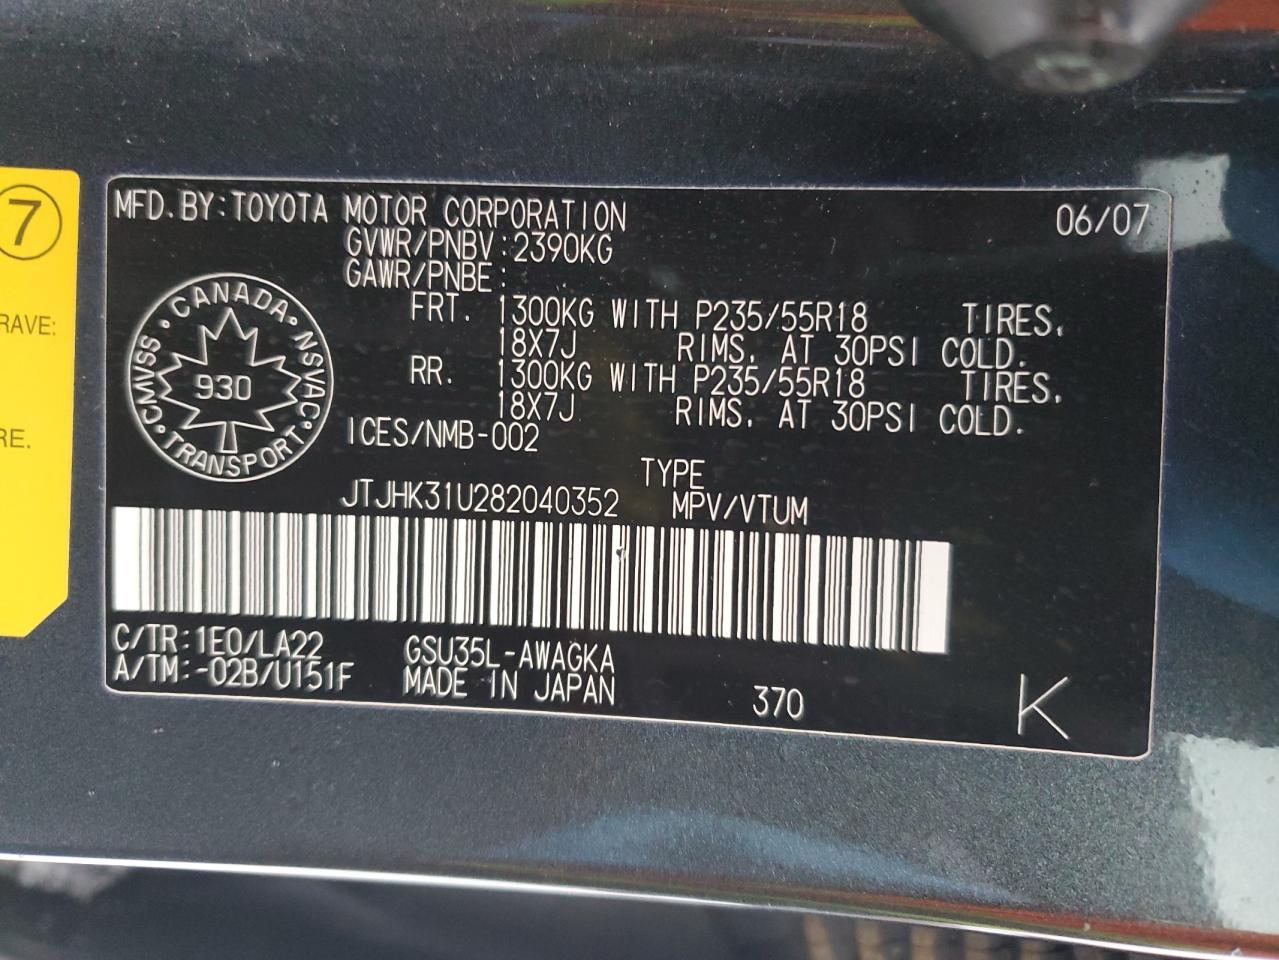 7
RAVE:
RE.
MFD. BY: TOYOTA MOTOR CORPORATION 06/07
GVWR/PNBV: 2390KG
GAWR/PNBE:
FRT. 1300KG WITH P235/55R18 TIRES,
18X7J RIMS, AT 30PSI COLD.
RR. 1300KG WITH P235/55R18 TIRES,
18X7J RIMS, AT 30PSI COLD.
ICES/NMB-002
CANADA · NSVAC · TRANSPORT · CMVSS ·
930
TYPE
JTJHK31U282040352 MPV/VTUM
C/TR: 1E0/LA22 GSU35L-AWAGKA
A/TM: -02B/U151F MADE IN JAPAN 370 K